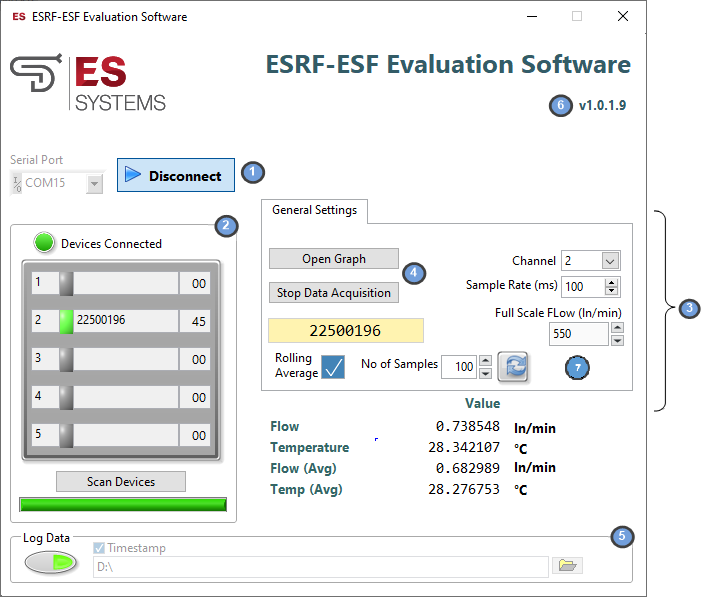 ES ESRF-ESF Evaluation Software
ES
SYSTEMS
ESRF-ESF Evaluation Software
6 v1.0.1.9
Serial Port
I/O COM15
Disconnect 1
2
Devices Connected
1 00
2 22500196 45
3 00
4 00
5 00
Scan Devices
General Settings
Open Graph
Stop Data Acquisition
4
Channel 2
Sample Rate (ms) 100
Full Scale FLow (ln/min)
550
22500196
Rolling
Average
No of Samples 100
7
3
Value
Flow 0.738548 ln/min
Temperature 28.342107 °C
Flow (Avg) 0.682989 ln/min
Temp (Avg) 28.276753 °C
Log Data
5
Timestamp
D:\